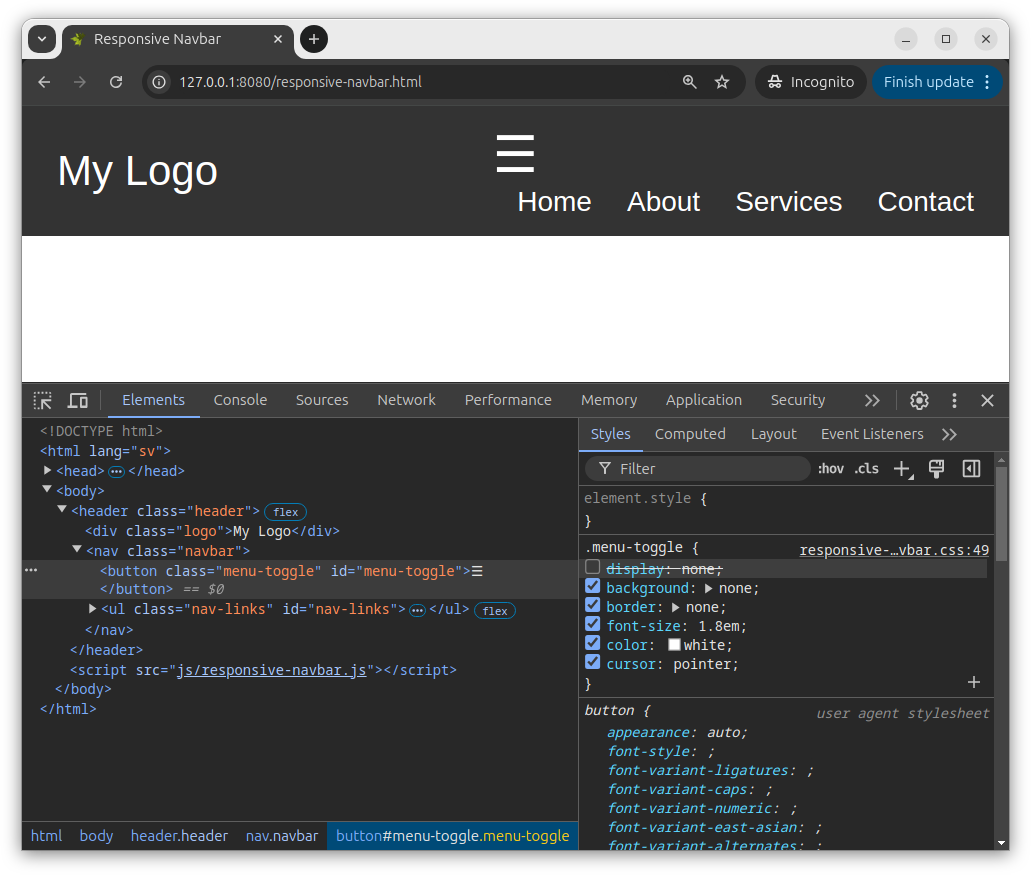 Responsive Navbar
127.0.0.1:8080/responsive-navbar.html Incognito Finish update
My Logo
☰
Home About Services Contact
Elements Console Sources Network Performance Memory Application Security
<!DOCTYPE html>
<html lang="sv">
<head> ••• </head>
<body>
<header class="header"> flex
<div class="logo">My Logo</div>
<nav class="navbar">
<button class="menu-toggle" id="menu-toggle">☰
</button> == $0
<ul class="nav-links" id="nav-links"> ••• </ul> flex
</nav>
</header>
<script src="js/responsive-navbar.js"></script>
</body>
</html>
html body header.header nav.navbar button#menu-toggle.menu-toggle
Styles Computed Layout Event Listeners
Filter :hov .cls
element.style {
}
.menu-toggle { responsive-…vbar.css:49
display: none;
background: none;
border: none;
font-size: 1.8em;
color: white;
cursor: pointer;
}
button { user agent stylesheet
appearance: auto;
font-style: ;
font-variant-ligatures: ;
font-variant-caps: ;
font-variant-numeric: ;
font-variant-east-asian: ;
font-variant-alternates: ;